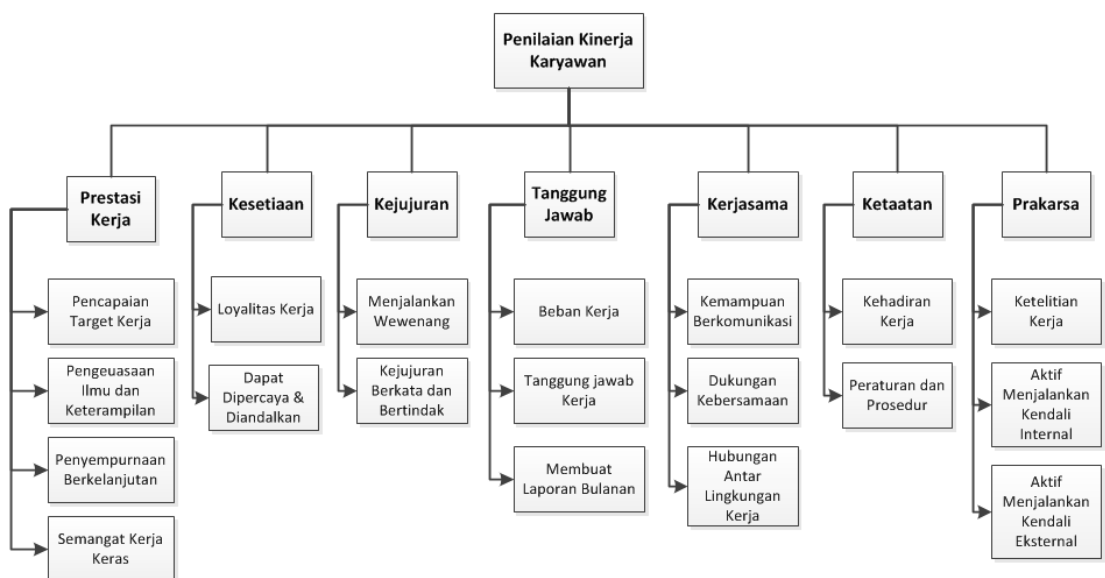 Penilaian Kinerja
Karyawan
Prestasi
Kerja
Kesetiaan
Kejujuran
Tanggung
Jawab
Kerjasama
Ketaatan
Prakarsa
Pencapaian
Target Kerja
Pengeuasaan
Ilmu dan
Keterampilan
Penyempurnaan
Berkelanjutan
Semangat Kerja
Keras
Loyalitas Kerja
Dapat
Dipercaya &
Diandalkan
Menjalankan
Wewenang
Kejujuran
Berkata dan
Bertindak
Beban Kerja
Tanggung jawab
Kerja
Membuat
Laporan Bulanan
Kemampuan
Berkomunikasi
Dukungan
Kebersamaan
Hubungan
Antar
Lingkungan
Kerja
Kehadiran
Kerja
Peraturan dan
Prosedur
Ketelitian
Kerja
Aktif
Menjalankan
Kendali
Internal
Aktif
Menjalankan
Kendali
Eksternal